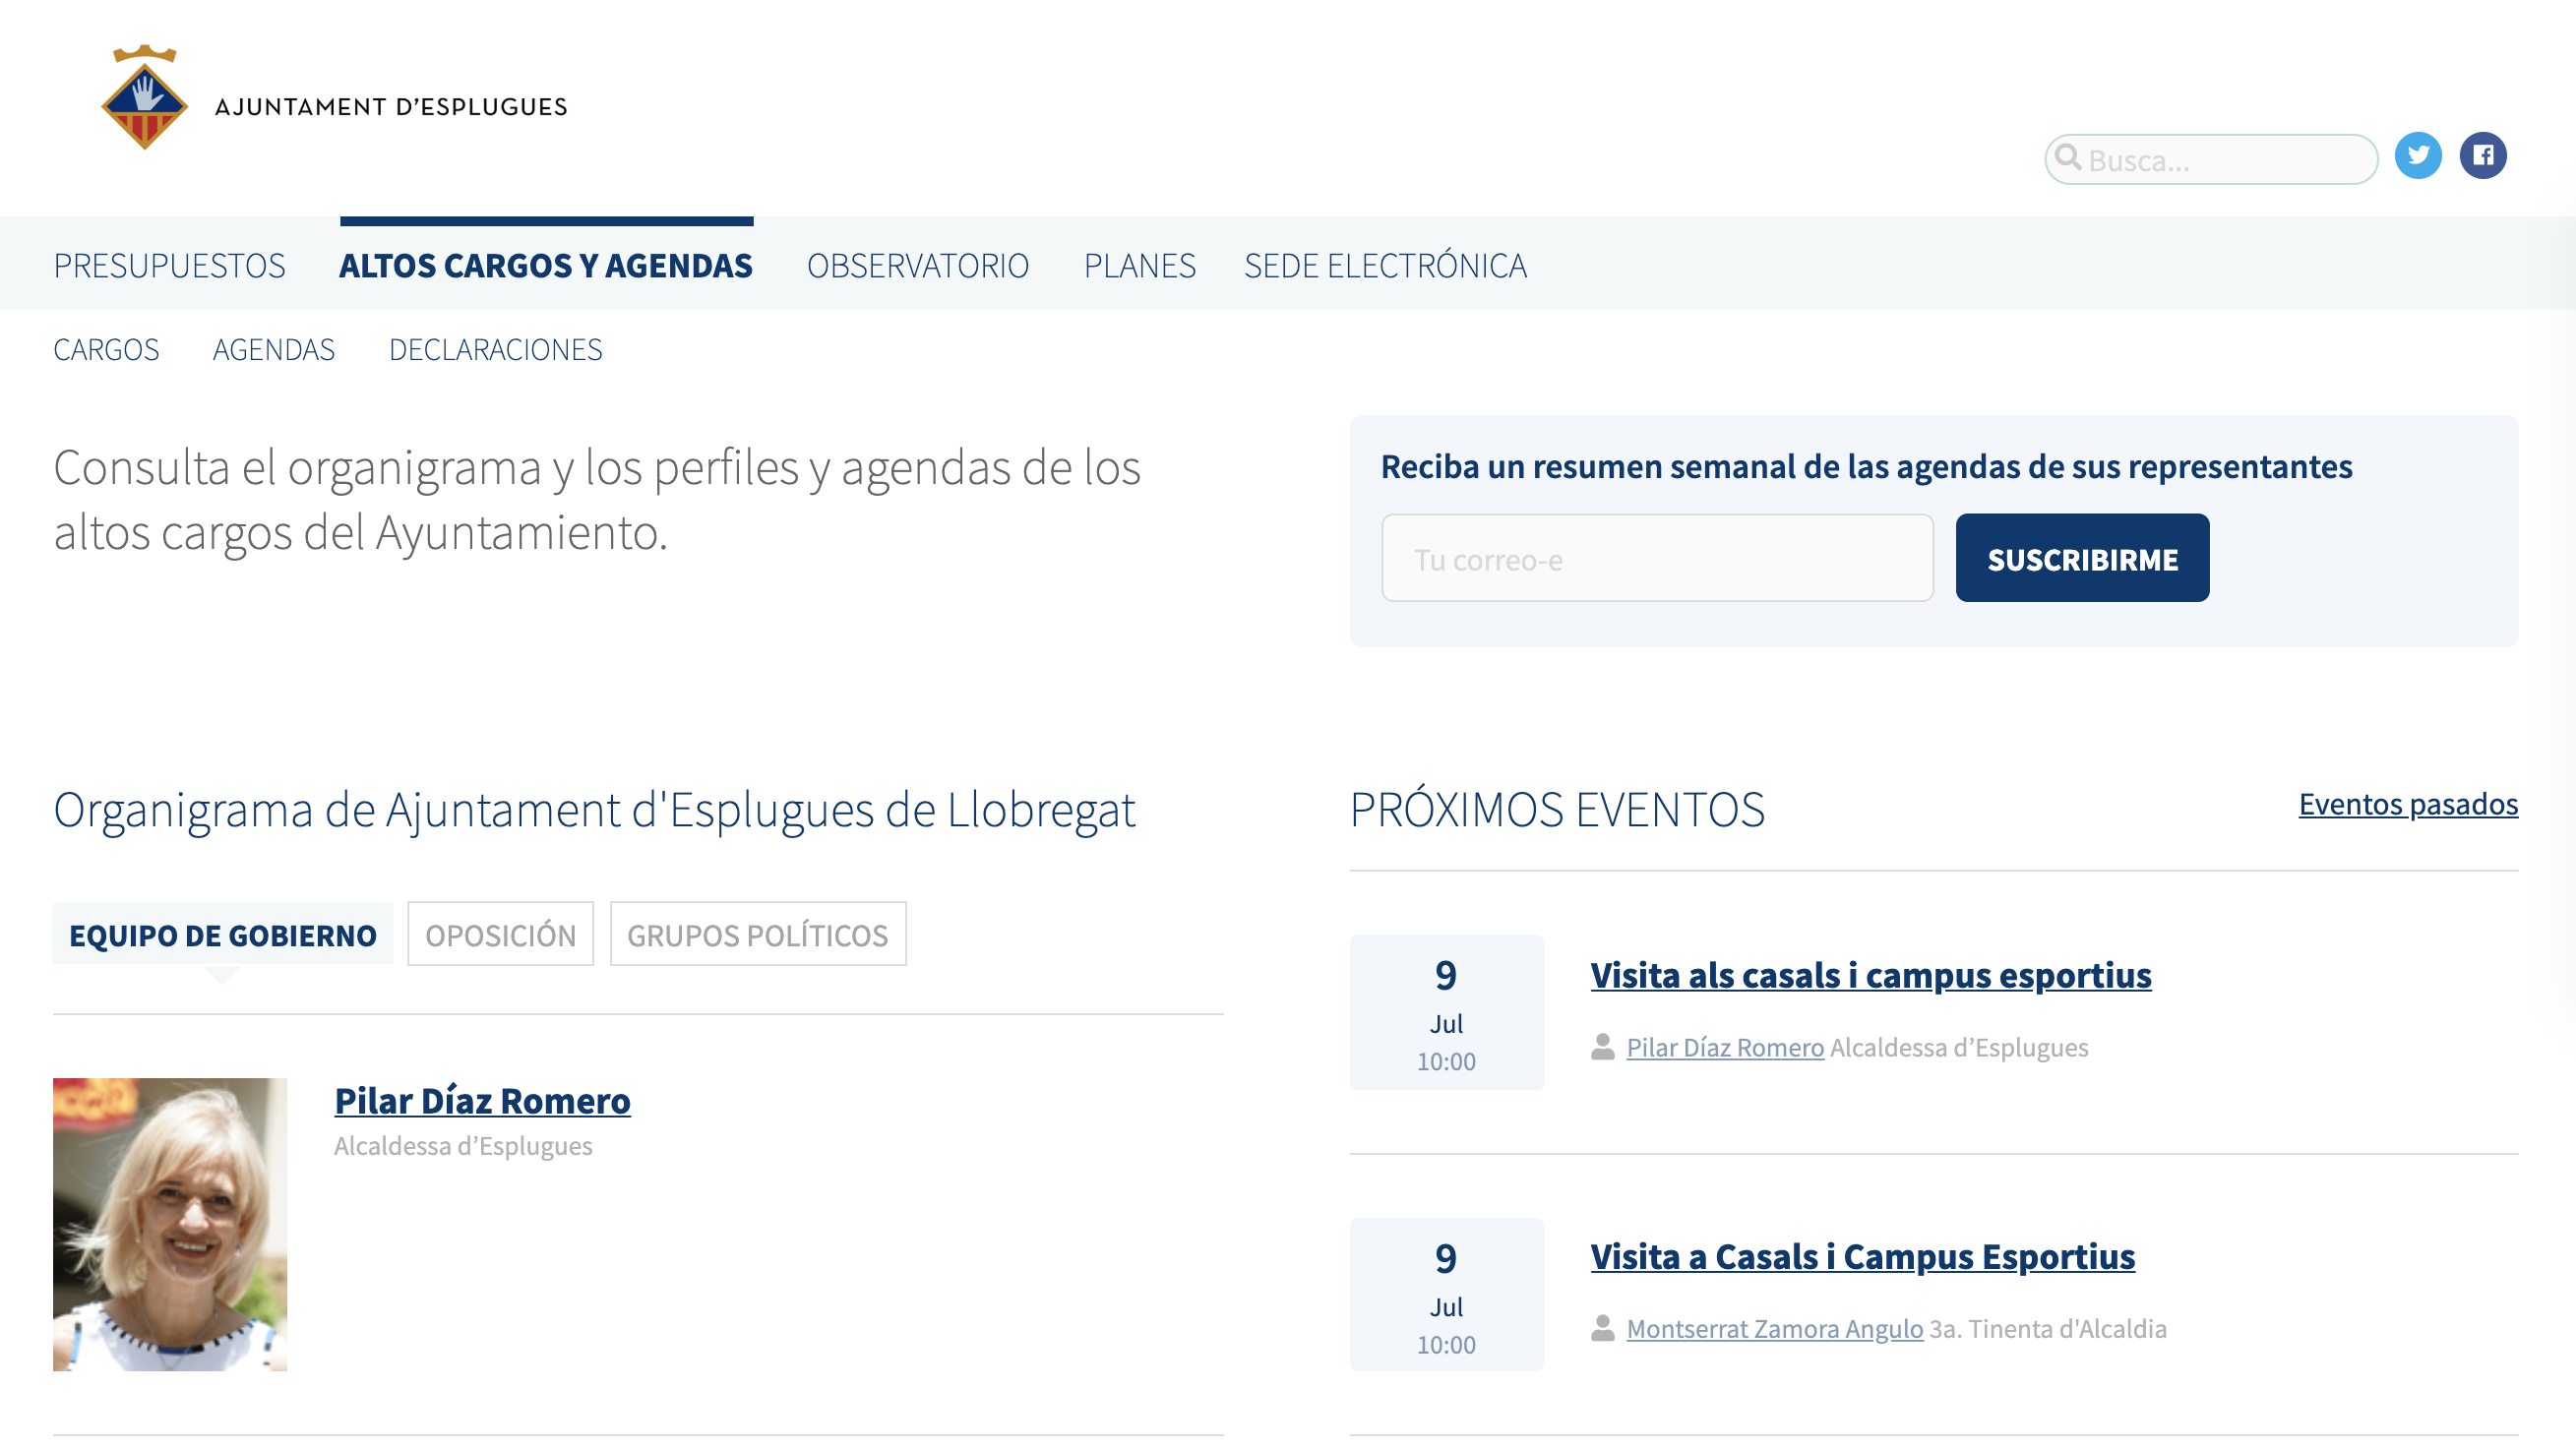 AJUNTAMENT D’ESPLUGUES
Busca...
PRESUPUESTOS ALTOS CARGOS Y AGENDAS OBSERVATORIO PLANES SEDE ELECTRÓNICA
CARGOS AGENDAS DECLARACIONES
Consulta el organigrama y los perfiles y agendas de los
altos cargos del Ayuntamiento.
Reciba un resumen semanal de las agendas de sus representantes
Tu correo-e SUSCRIBIRME
Organigrama de Ajuntament d'Esplugues de Llobregat
EQUIPO DE GOBIERNO OPOSICIÓN GRUPOS POLÍTICOS
Pilar Díaz Romero
Alcaldessa d’Esplugues
PRÓXIMOS EVENTOS Eventos pasados
9
Jul
10:00
Visita als casals i campus esportius
Pilar Díaz Romero Alcaldessa d’Esplugues
9
Jul
10:00
Visita a Casals i Campus Esportius
Montserrat Zamora Angulo 3a. Tinenta d'Alcaldia